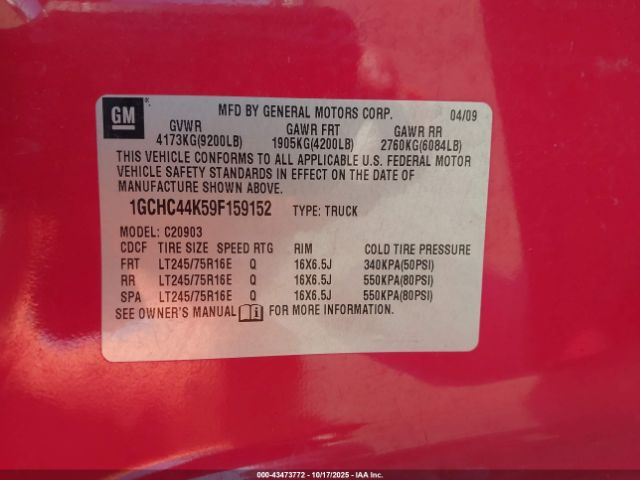 GM
MFD BY GENERAL MOTORS CORP. 04/09
GVWR GAWR FRT GAWR RR
4173KG(9200LB) 1905KG(4200LB) 2760KG(6084LB)
THIS VEHICLE CONFORMS TO ALL APPLICABLE U.S. FEDERAL MOTOR
VEHICLE SAFETY STANDARDS IN EFFECT ON THE DATE OF
MANUFACTURE SHOWN ABOVE.
1GCHC44K59F159152 TYPE: TRUCK
MODEL: C20903
CDCF TIRE SIZE SPEED RTG RIM COLD TIRE PRESSURE
FRT LT245/75R16E Q 16X6.5J 340KPA(50PSI)
RR LT245/75R16E Q 16X6.5J 550KPA(80PSI)
SPA LT245/75R16E Q 16X6.5J 550KPA(80PSI)
SEE OWNER'S MANUAL FOR MORE INFORMATION.
000-43473772 - 10/17/2025 - IAA Inc.